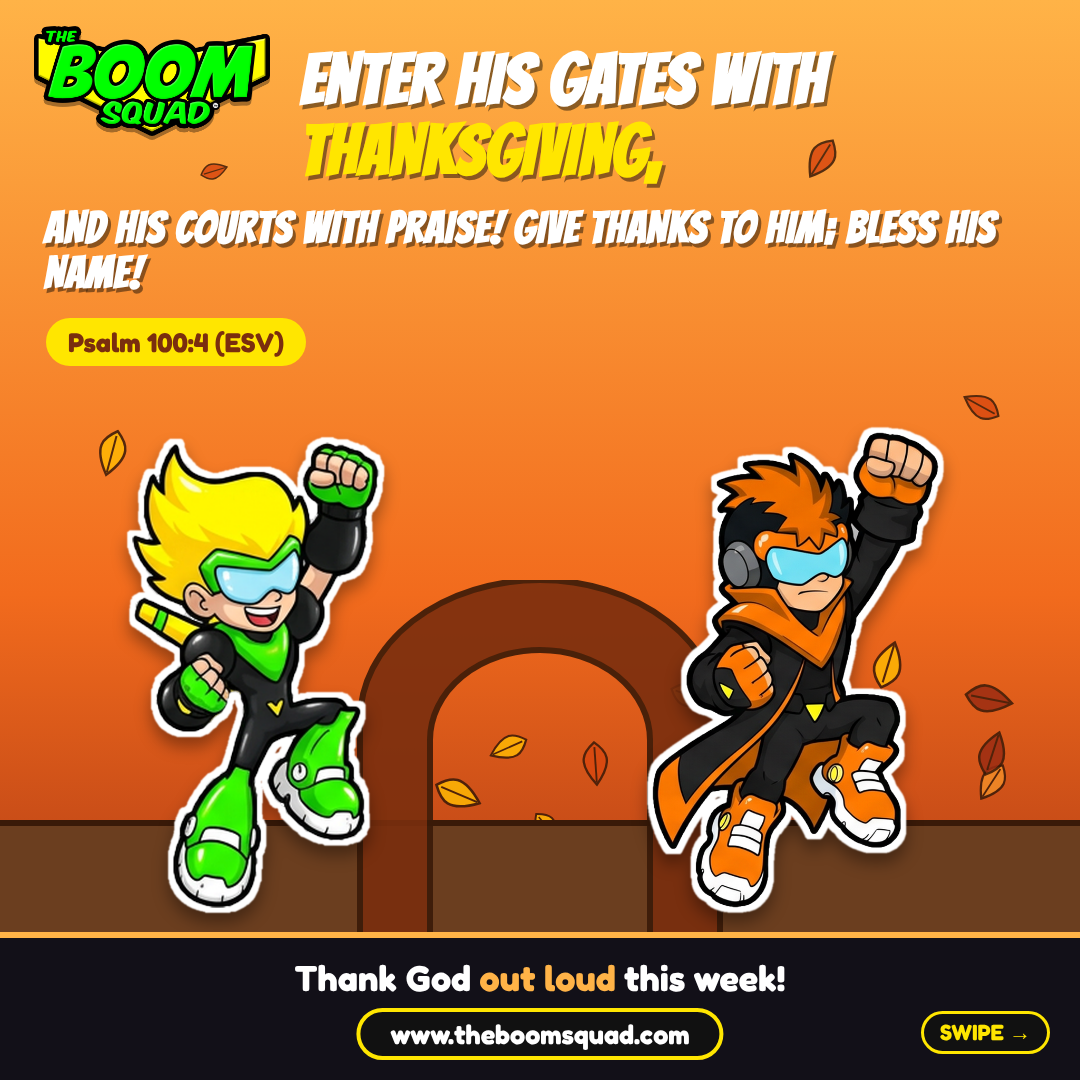 THE
BOOM
SQUAD
ENTER HIS GATES WITH
THANKSGIVING,
AND HIS COURTS WITH PRAISE! GIVE THANKS TO HIM; BLESS HIS
NAME!
Psalm 100:4 (ESV)
Thank God out loud this week!
www.theboomsquad.com
SWIPE →